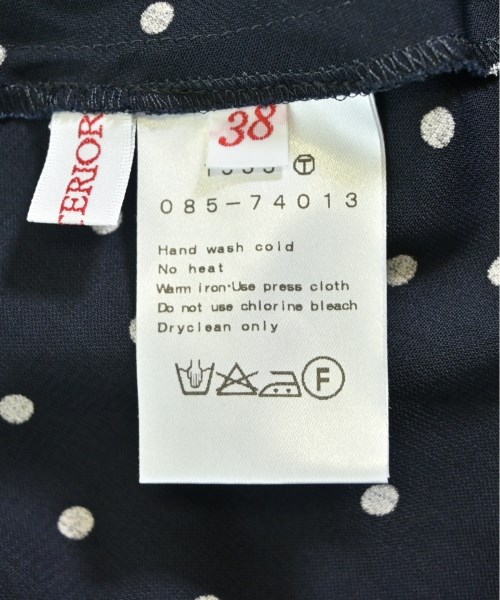 TERIOR
38
Ⓣ
085-74013
Hand wash cold
No heat
Warm iron·Use press cloth
Do not use chlorine bleach
Dryclean only
F